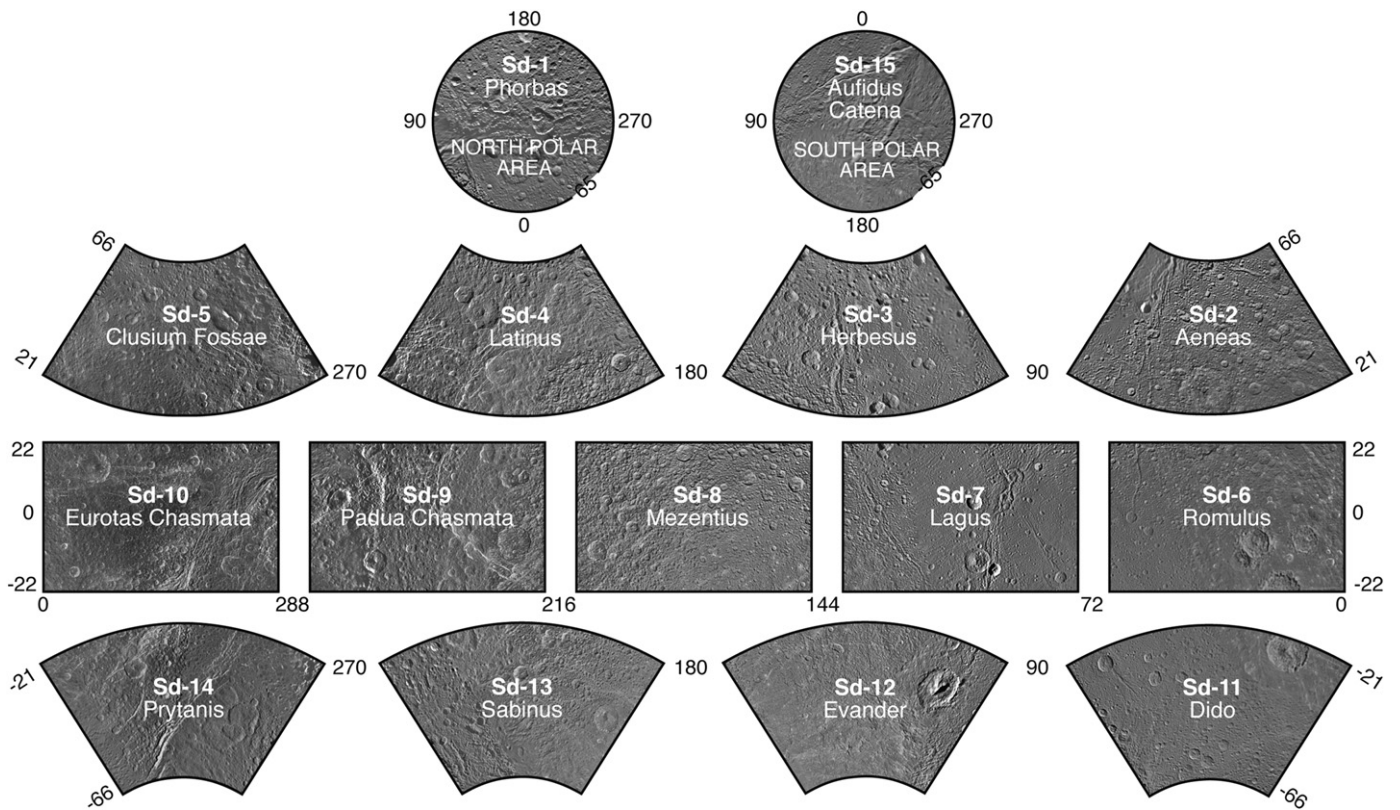 180
0
Sd-1
Phorbas
Sd-15
Aufidus
Catena
90
270
90
270
NORTH POLAR
AREA
SOUTH POLAR
AREA
-65
-65
0
180
66
66
Sd-5
Clusium Fossae
Sd-4
Latinus
Sd-3
Herbesus
Sd-2
Aeneas
21
270
180
90
21
22
22
Sd-10
Eurotas Chasmata
Sd-9
Padua Chasmata
Sd-8
Mezentius
Sd-7
Lagus
Sd-6
Romulus
0
0
-22
-22
0
288
216
144
72
0
-21
270
180
90
-21
Sd-14
Prytanis
Sd-13
Sabinus
Sd-12
Evander
Sd-11
Dido
-66
-66